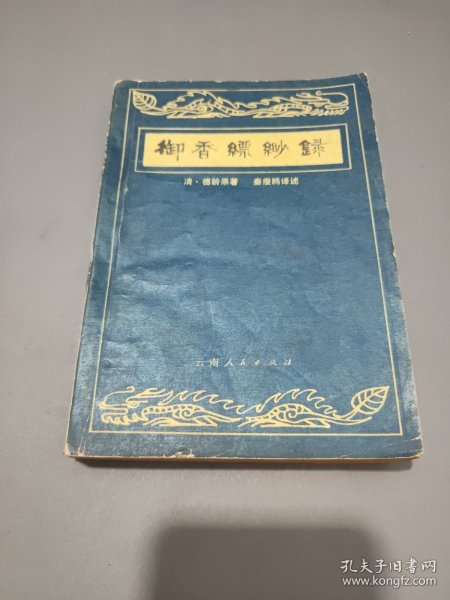 御香縹緲錄
清·德龄原著 秦瘦鸥译述
云南人民出版社
孔夫子旧书网
www.kongfz.com